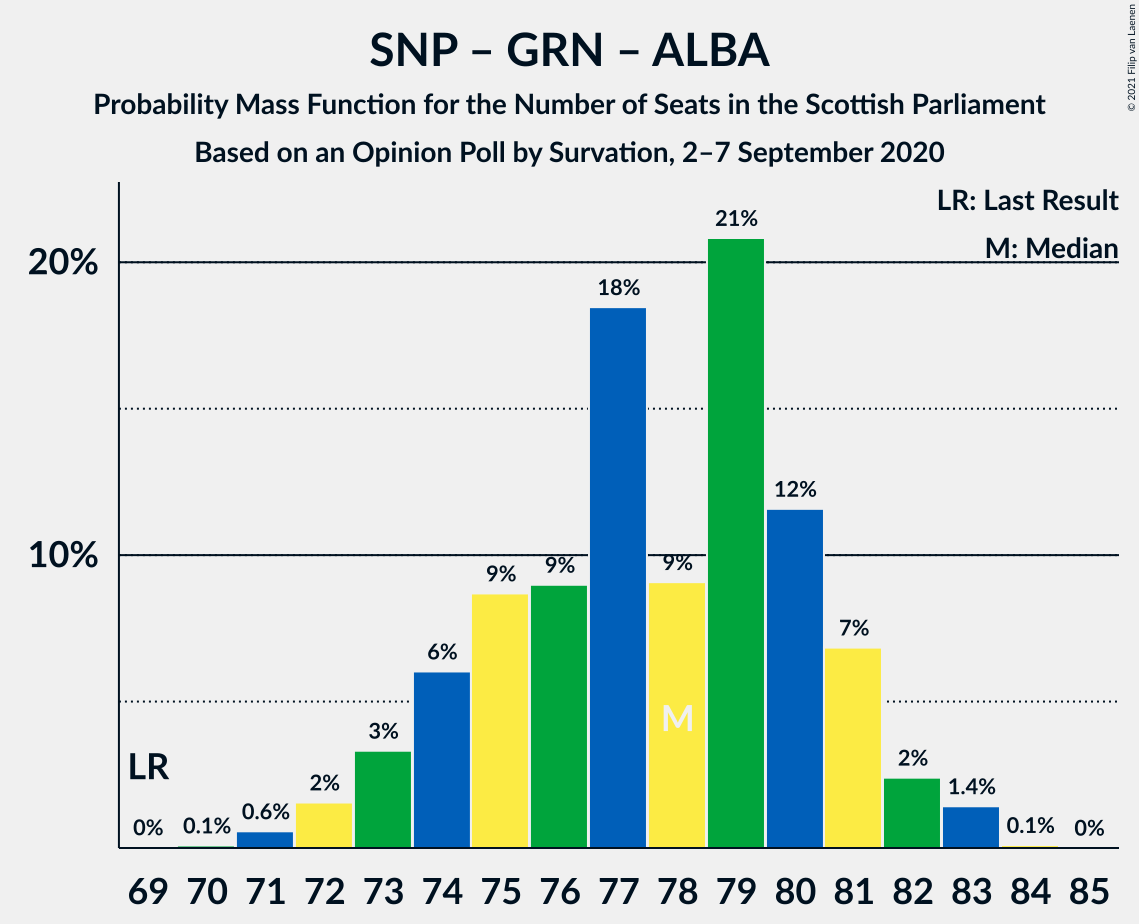 SNP – GRN – ALBA
Probability Mass Function for the Number of Seats in the Scottish Parliament
Based on an Opinion Poll by Survation, 2–7 September 2020
© 2021 Filip van Laenen
LR: Last Result
M: Median
20%
10%
LR
M
0%
0.1%
0.6%
2%
3%
6%
9%
9%
18%
9%
21%
12%
7%
2%
1.4%
0.1%
0%
69 70 71 72 73 74 75 76 77 78 79 80 81 82 83 84 85